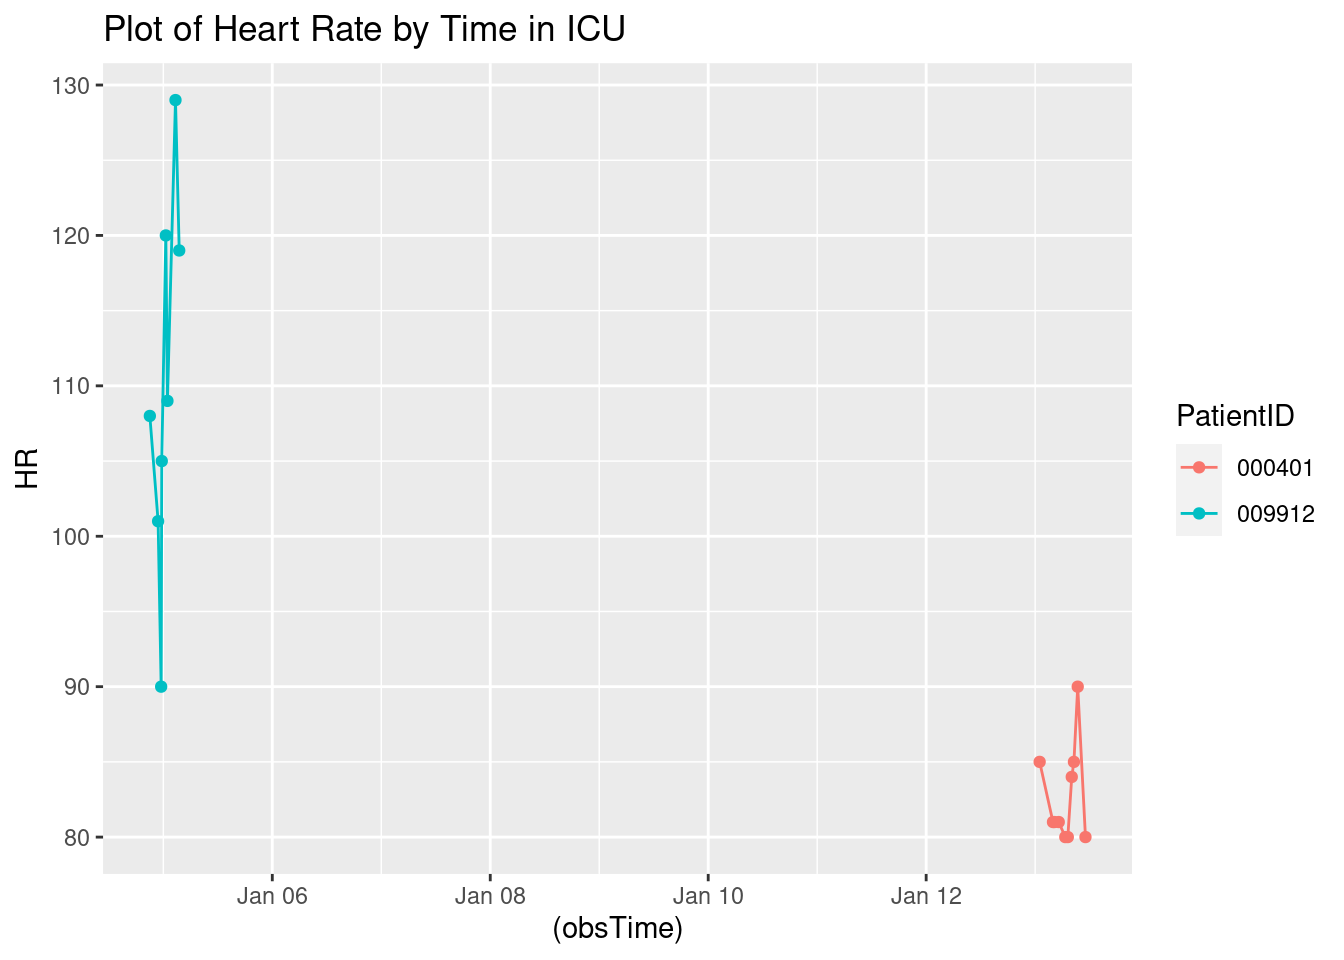 Plot of Heart Rate by Time in ICU
130
120
110
100
90
80
HR
Jan 06
Jan 08
Jan 10
Jan 12
(obsTime)
PatientID
000401
009912